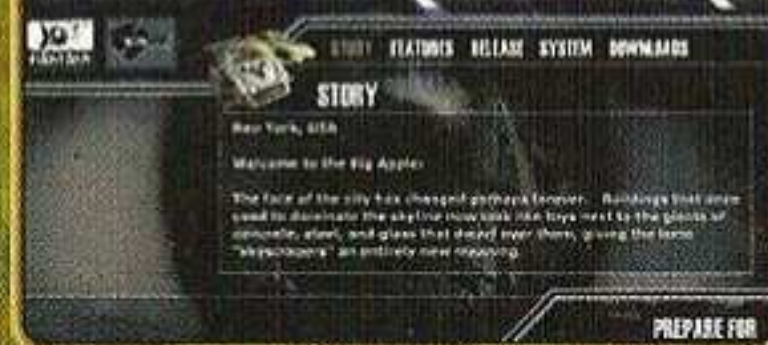 STORY FEATURES RELEASE SYSTEM DOWNLOADS
STORY
New York, USA
Welcome to the Big Apple:
The face of the city has changed perhaps forever. Buildings that once
used to dominate the skyline now look like toys next to the giants of
concrete, steel, and glass that dwarf over them, giving the term
"skyscrapers" an entirely new meaning.
PREPARE FOR